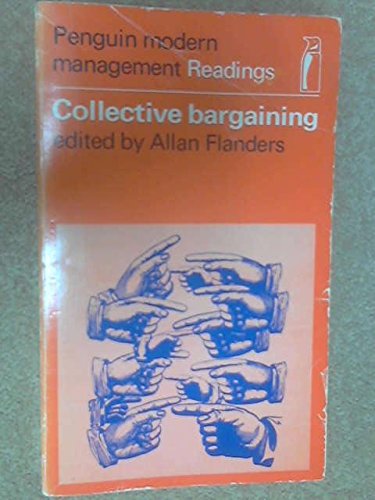 Penguin modern
management Readings
Collective bargaining
edited by Allan Flanders